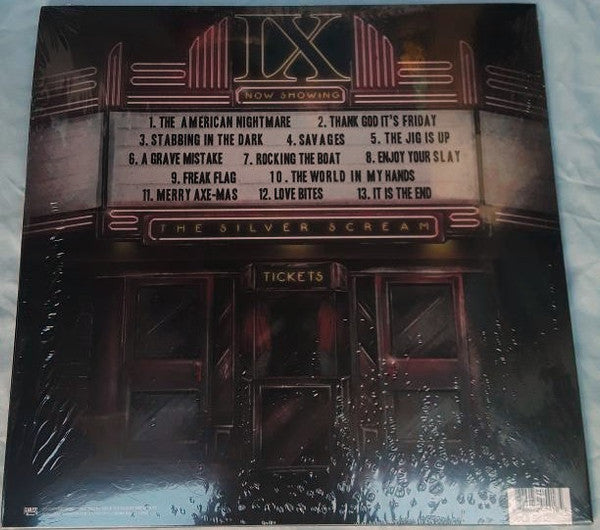 IX
NOW SHOWING
1. THE AMERICAN NIGHTMARE 2. THANK GOD IT'S FRIDAY
3. STABBING IN THE DARK 4. SAVAGES 5. THE JIG IS UP
6. A GRAVE MISTAKE 7. ROCKING THE BOAT 8. ENJOY YOUR SLAY
9. FREAK FLAG 10. THE WORLD IN MY HANDS
11. MERRY AXE-MAS 12. LOVE BITES 13. IT IS THE END
THE SILVER SCREAM
TICKETS